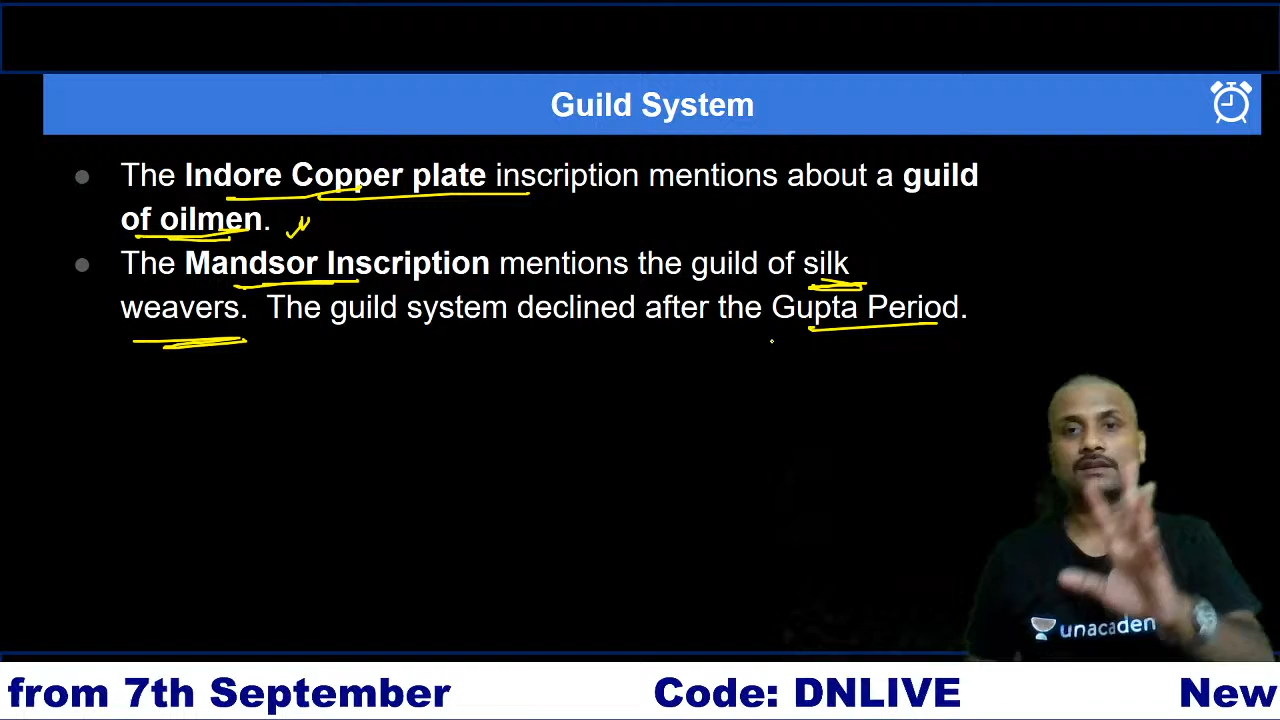 Guild System
The Indore Copper plate inscription mentions about a guild
of oilmen.
The Mandsor Inscription mentions the guild of silk
weavers. The guild system declined after the Gupta Period.
unacaden
from 7th September Code: DNLIVE New